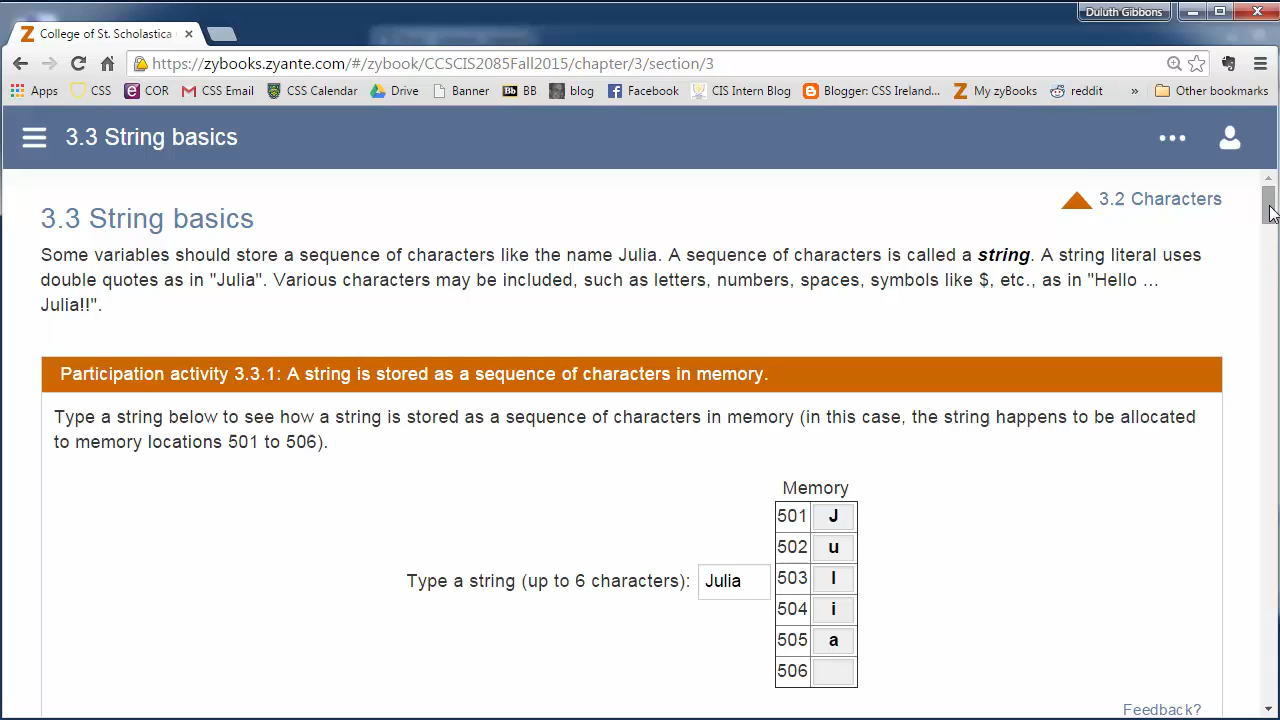 Duluth Gibbons
College of St. Scholastica
https://zybooks.zyante.com/#/zybook/CCSCIS2085Fall2015/chapter/3/section/3
Apps CSS COR CSS Email CSS Calendar Drive Banner Bb BB blog Facebook CIS Intern Blog Blogger: CSS Ireland... My zyBooks reddit » Other bookmarks
3.3 String basics
3.2 Characters
3.3 String basics
Some variables should store a sequence of characters like the name Julia. A sequence of characters is called a string. A string literal uses
double quotes as in "Julia". Various characters may be included, such as letters, numbers, spaces, symbols like $, etc., as in "Hello ...
Julia!!".
Participation activity 3.3.1: A string is stored as a sequence of characters in memory.
Type a string below to see how a string is stored as a sequence of characters in memory (in this case, the string happens to be allocated
to memory locations 501 to 506).
Memory
501 J
502 u
503 l
Type a string (up to 6 characters): Julia
504 i
505 a
506
Feedback?